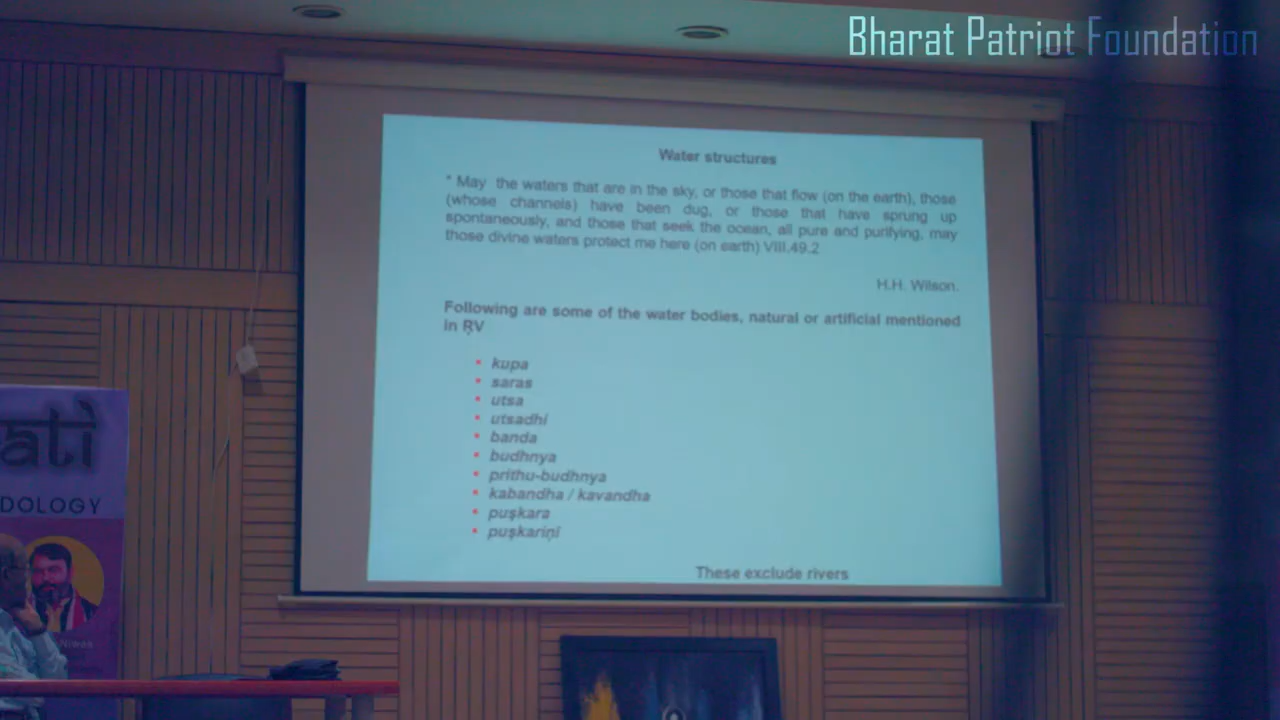 Bharat Patriot Foundation
Water structures
" May the waters that are in the sky, or those that flow (on the earth), those
(whose channels) have been dug, or those that have sprung up
spontaneously, and those that seek the ocean, all pure and purifying, may
those divine waters protect me here (on earth) VIII.49.2
H.H. Wilson.
Following are some of the water bodies, natural or artificial mentioned
in ṚV
• kupa
• saras
• utsa
• utsadhi
• banda
• budhnya
• prithu-budhnya
• kabandha / kavandha
• puṣkara
• puṣkariṇī
These exclude rivers
ati
DOLOGY